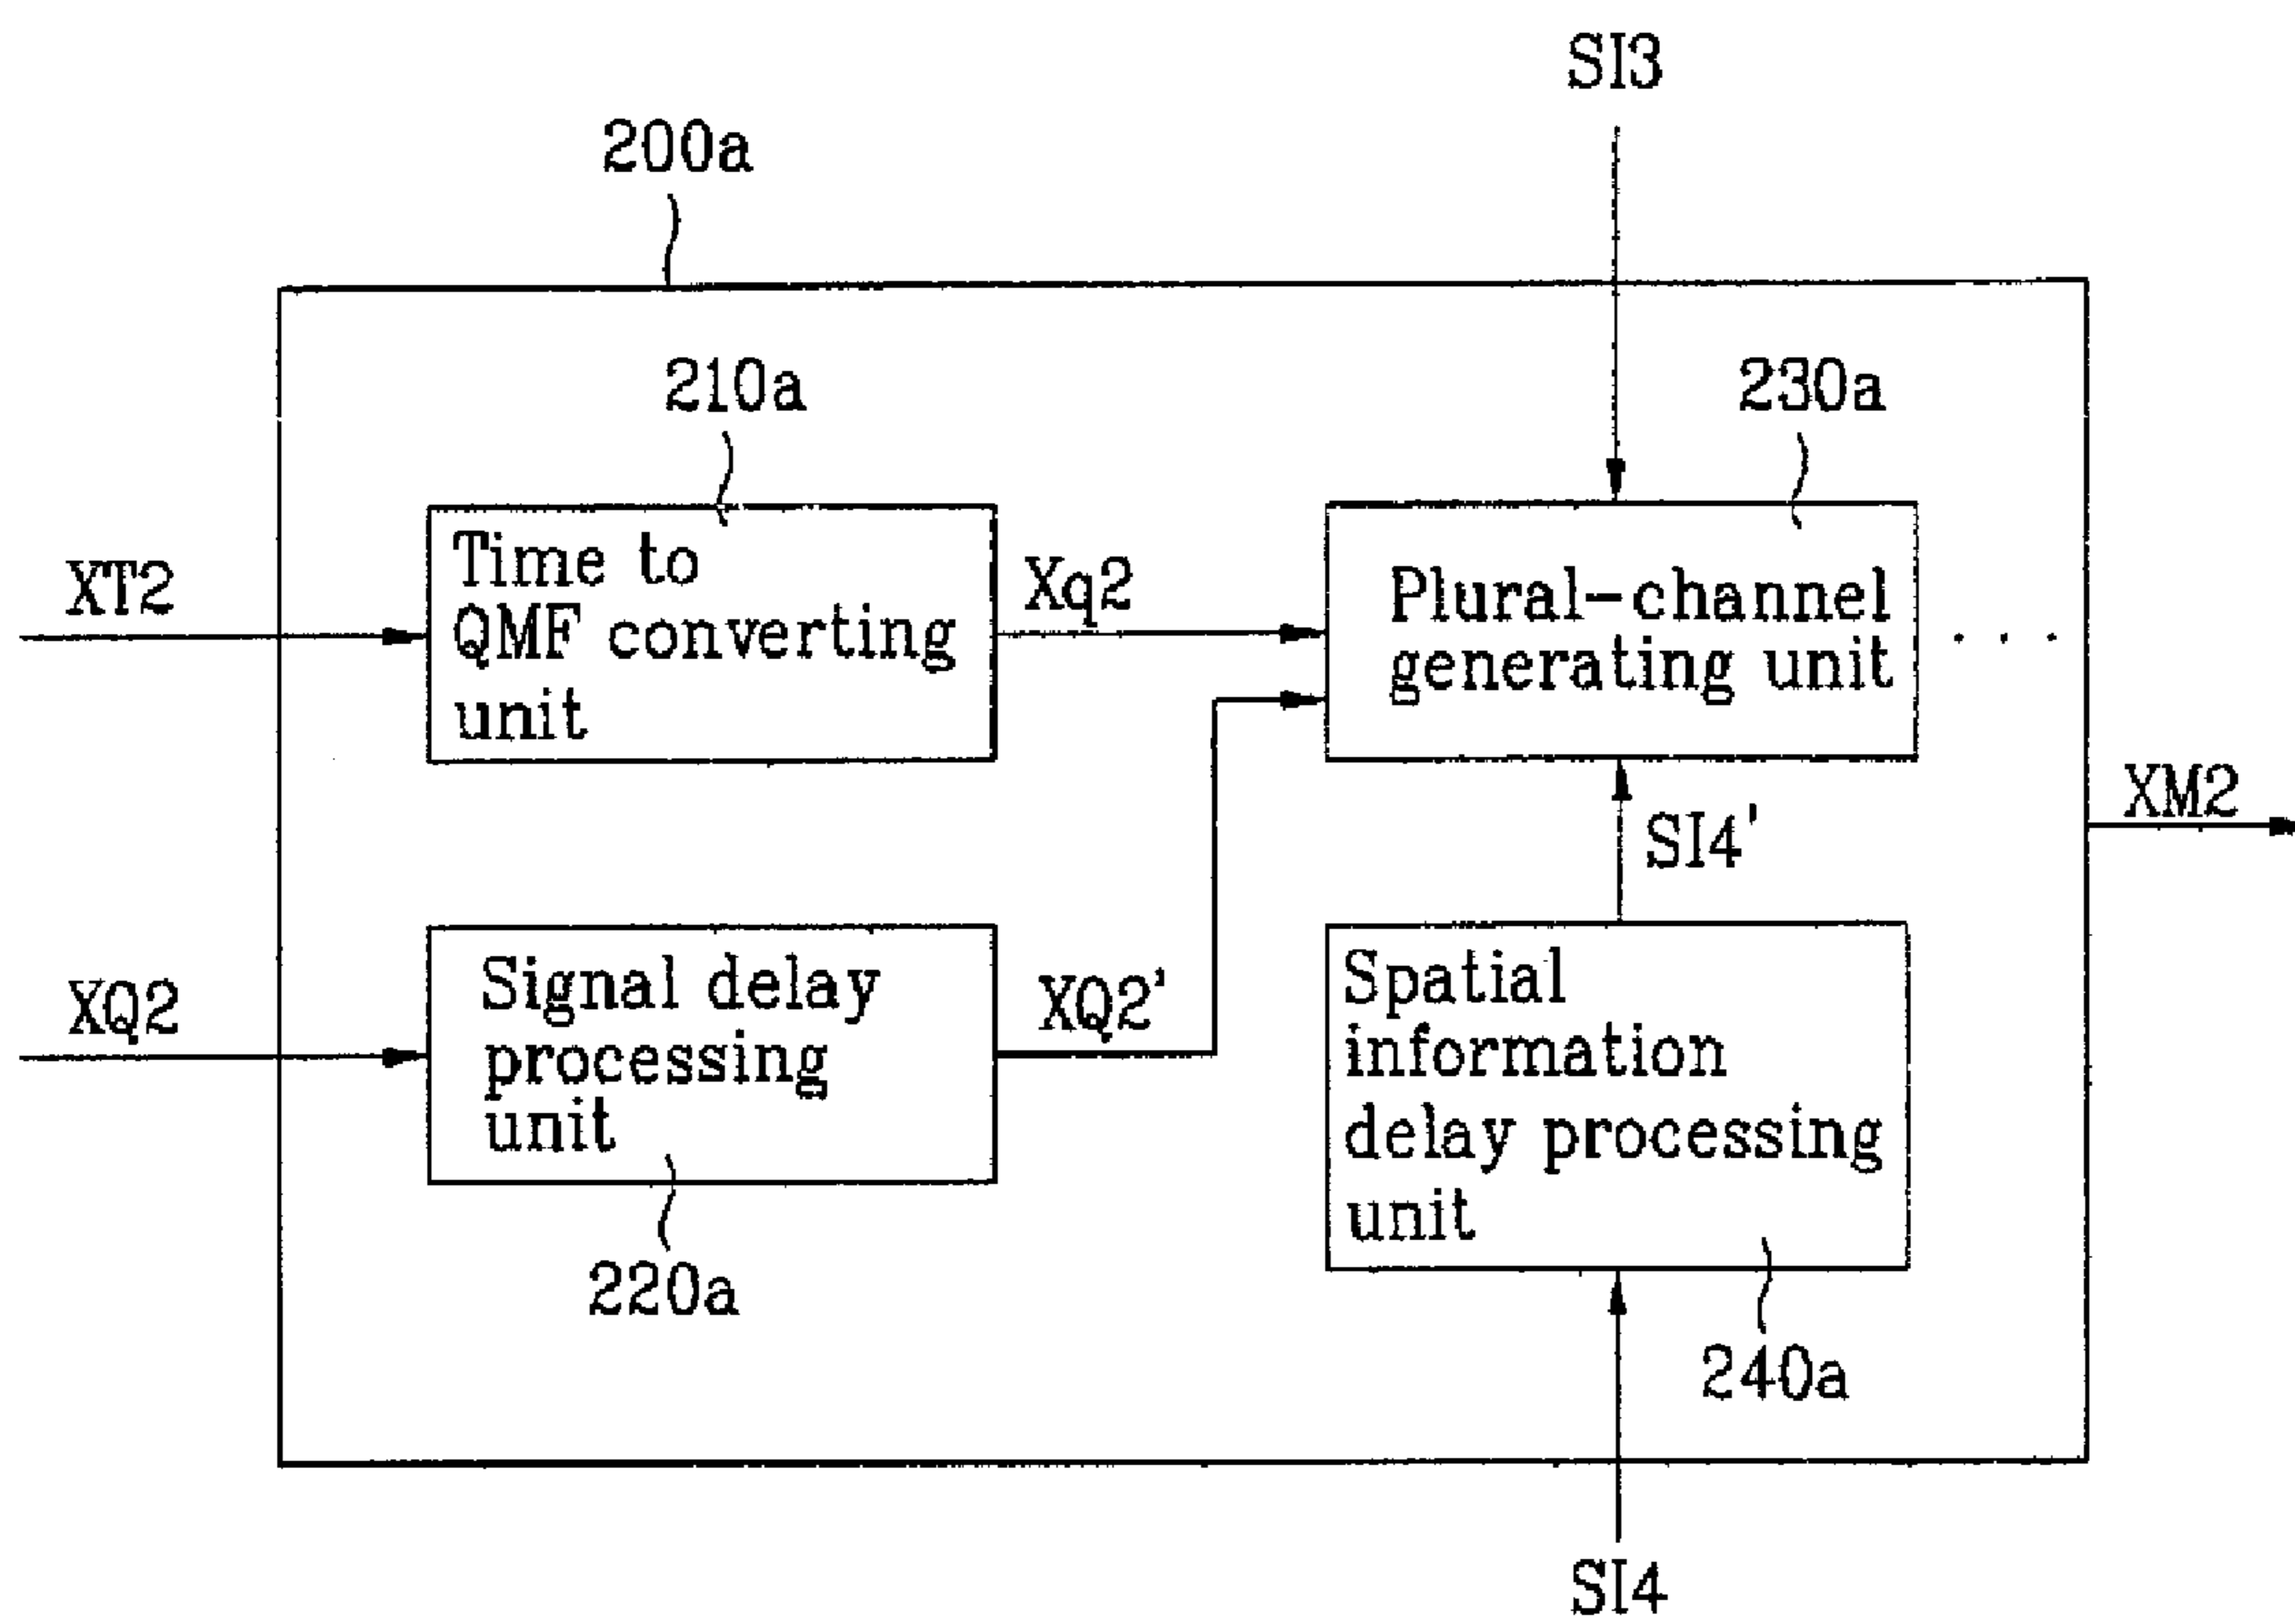 SI3
200a
210a
230a
XT2
Time to
QMF converting
unit
Xq2
Plural-channel
generating unit
. . .
XM2
SI4'
XQ2
Signal delay
processing
unit
XQ2'
Spatial
information
delay processing
unit
220a
240a
SI4